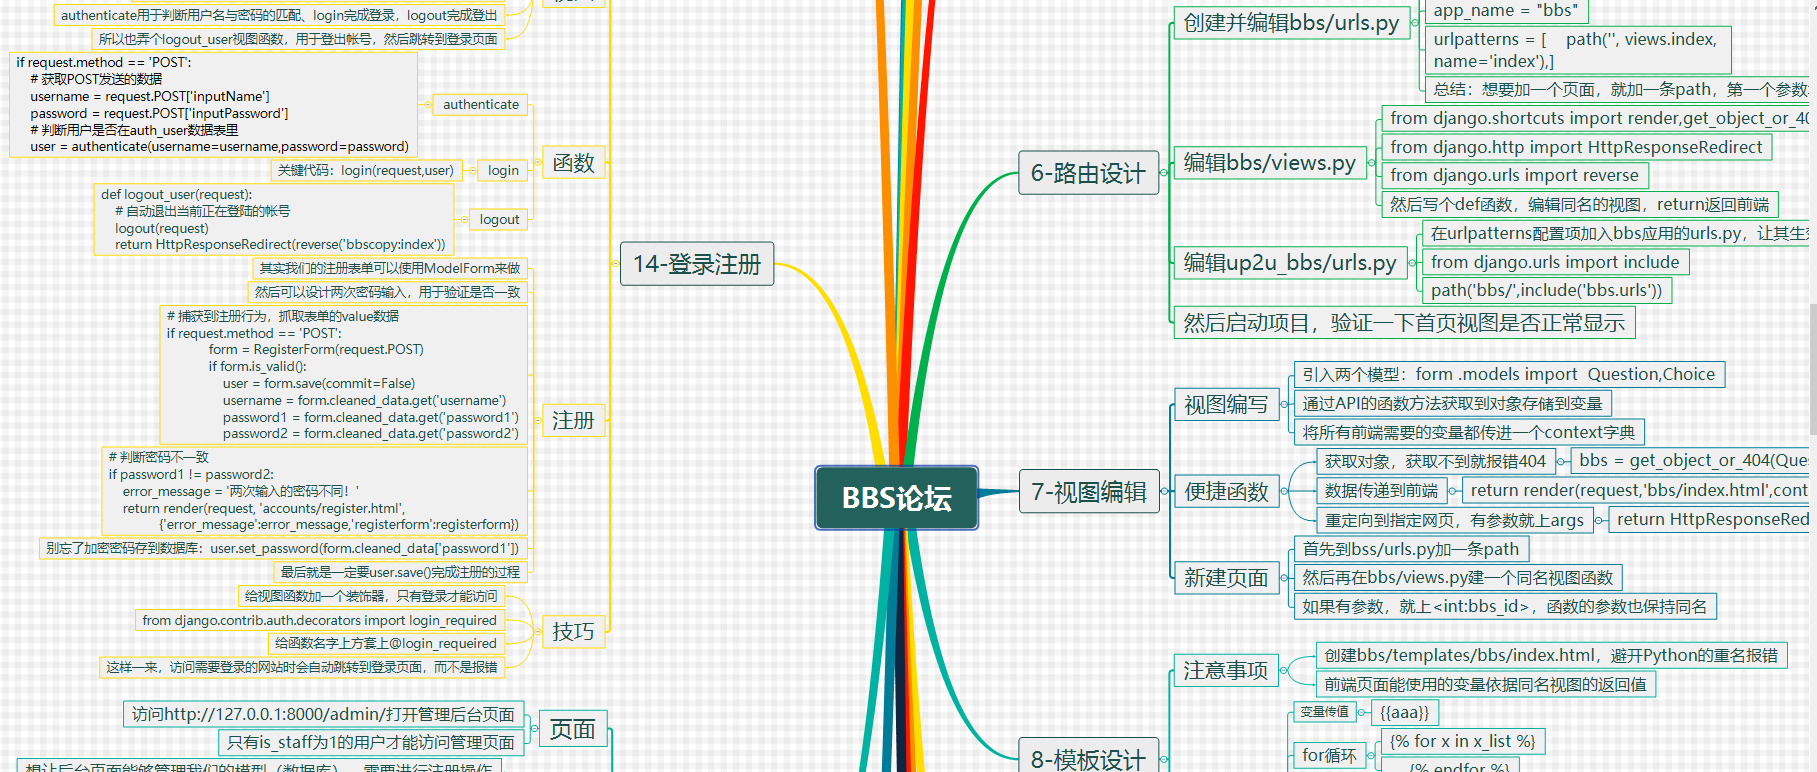 authenticate用于判断用户名与密码的匹配、login完成登录，logout完成登出
所以也弄个logout_user视图函数，用于登出帐号，然后跳转到登录页面
if request.method == 'POST':
# 获取POST发送的数据
username = request.POST['inputName']
password = request.POST['inputPassword']
# 判断用户是否在auth_user数据表里
user = authenticate(username=username,password=password)
authenticate
关键代码：login(request,user)
login
def logout_user(request):
# 自动退出当前正在登陆的帐号
logout(request)
return HttpResponseRedirect(reverse('bbscopy:index'))
logout
函数
其实我们的注册表单可以使用ModelForm来做
然后可以设计两次密码输入，用于验证是否一致
# 捕获到注册行为，抓取表单的value数据
if request.method == 'POST':
form = RegisterForm(request.POST)
if form.is_valid():
user = form.save(commit=False)
username = form.cleaned_data.get('username')
password1 = form.cleaned_data.get('password1')
password2 = form.cleaned_data.get('password2')
# 判断密码不一致
if password1 != password2:
error_message = '两次输入的密码不同！'
return render(request, 'accounts/register.html',
{'error_message':error_message,'registerform':registerform})
别忘了加密密码存到数据库：user.set_password(form.cleaned_data['password1'])
最后就是一定要user.save()完成注册的过程
注册
给视图函数加一个装饰器，只有登录才能访问
from django.contrib.auth.decorators import login_required
给函数名字上方套上@login_requeired
这样一来，访问需要登录的网站时会自动跳转到登录页面，而不是报错
技巧
14-登录注册
访问http://127.0.0.1:8000/admin/打开管理后台页面
只有is_staff为1的用户才能访问管理页面
想让后台页面能够管理我们的模型（数据库），需要进行注册操作
页面
BBS论坛
6-路由设计
创建并编辑bbs/urls.py
app_name = "bbs"
urlpatterns = [ path('', views.index,
name='index'),]
总结：想要加一个页面，就加一条path，第一个参数
编辑bbs/views.py
from django.shortcuts import render,get_object_or_40
from django.http import HttpResponseRedirect
from django.urls import reverse
然后写个def函数，编辑同名的视图，return返回前端
编辑up2u_bbs/urls.py
在urlpatterns配置项加入bbs应用的urls.py，让其生效
from django.urls import include
path('bbs/',include('bbs.urls'))
然后启动项目，验证一下首页视图是否正常显示
7-视图编辑
视图编写
引入两个模型：form .models import Question,Choice
通过API的函数方法获取到对象存储到变量
将所有前端需要的变量都传进一个context字典
便捷函数
获取对象，获取不到就报错404
bbs = get_object_or_404(Que
数据传递到前端
return render(request,'bbs/index.html',cont
重定向到指定网页，有参数就上args
return HttpResponseRed
新建页面
首先到bss/urls.py加一条path
然后再在bbs/views.py建一个同名视图函数
如果有参数，就上<int:bbs_id>，函数的参数也保持同名
8-模板设计
注意事项
创建bbs/templates/bbs/index.html，避开Python的重名报错
前端页面能使用的变量依据同名视图的返回值
变量传值
{{aaa}}
for循环
{% for x in x_list %}
{% endfor %}